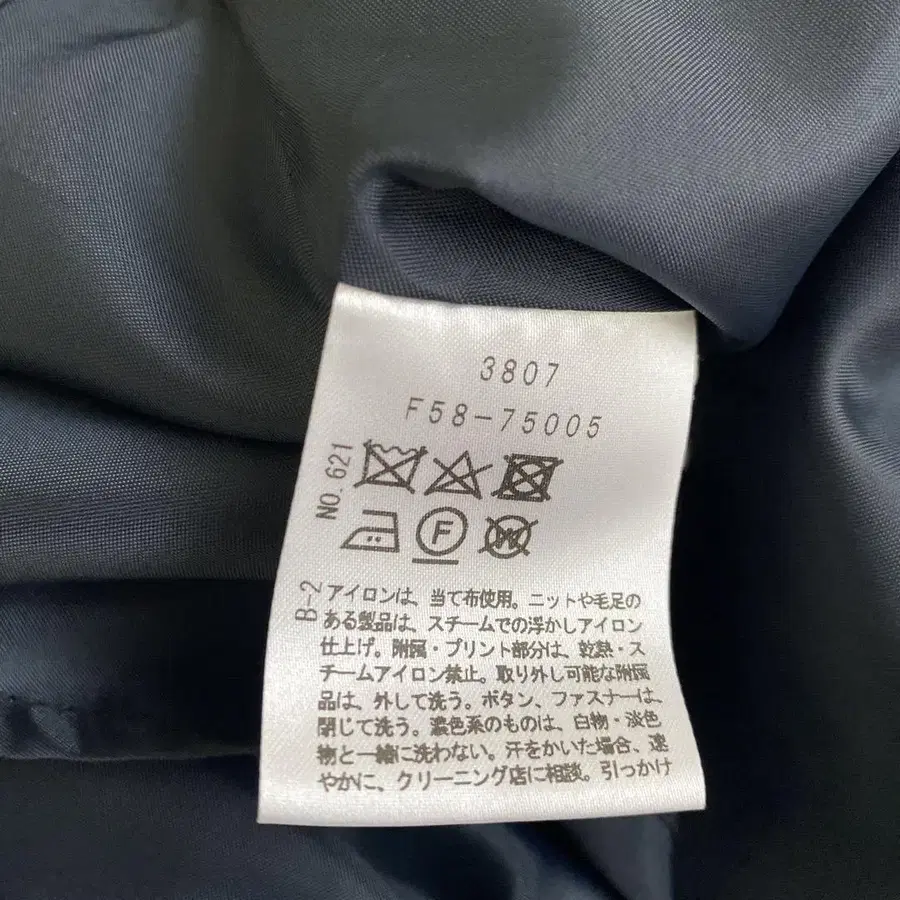 3807
F58-75005
NO.621
F
W
B-2
アイロンは、当て布使用。ニットや毛足の
ある製品は、スチームでの浮かしアイロン
仕上げ。附属・プリント部分は、乾熱・ス
チームアイロン禁止。取り外し可能な附属
品は、外して洗う。ボタン、ファスナーは、
閉じて洗う。濃色系のものは、白物・淡色
物と一緒に洗わない。汗をかいた場合、速
やかに、クリーニング店に相談。引っかけ